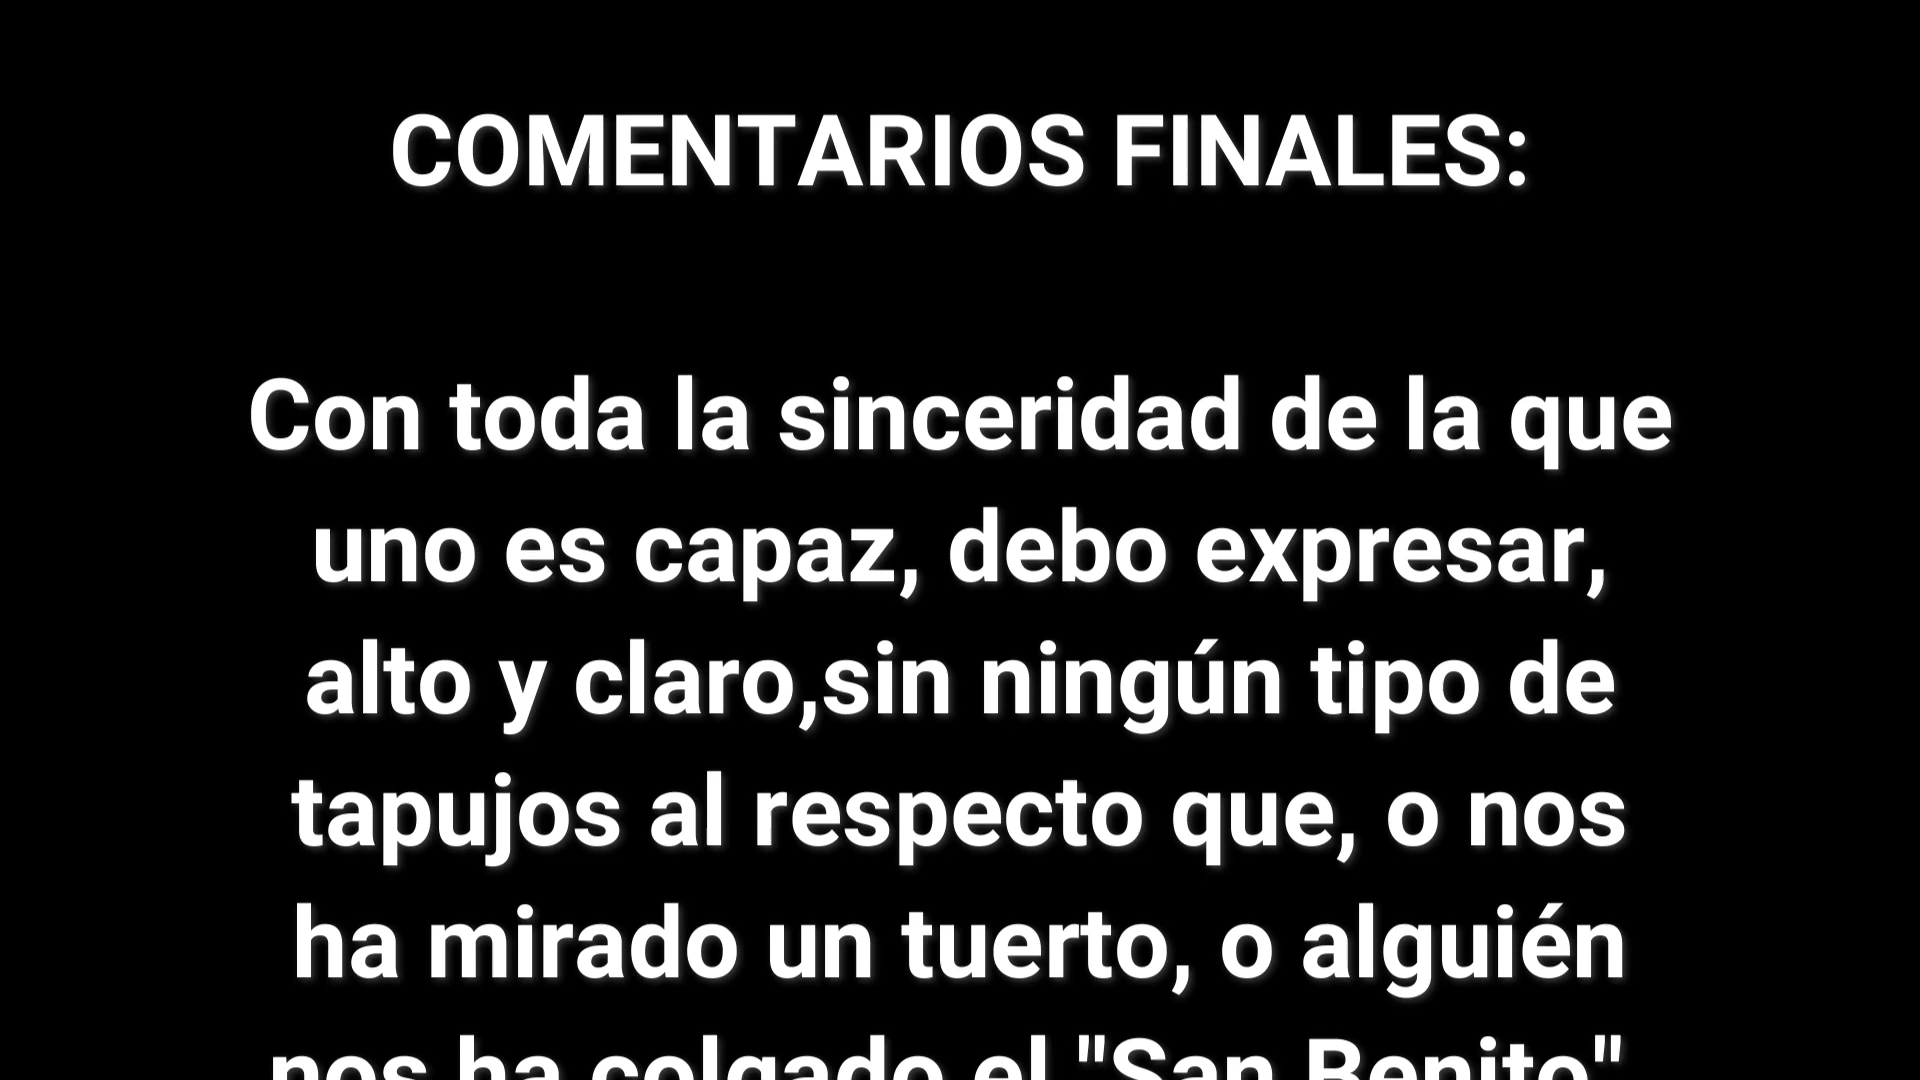 COMENTARIOS FINALES:
Con toda la sinceridad de la que
uno es capaz, debo expresar,
alto y claro,sin ningún tipo de
tapujos al respecto que, o nos
ha mirado un tuerto, o alguién
nos ha colgado el "San Benito"